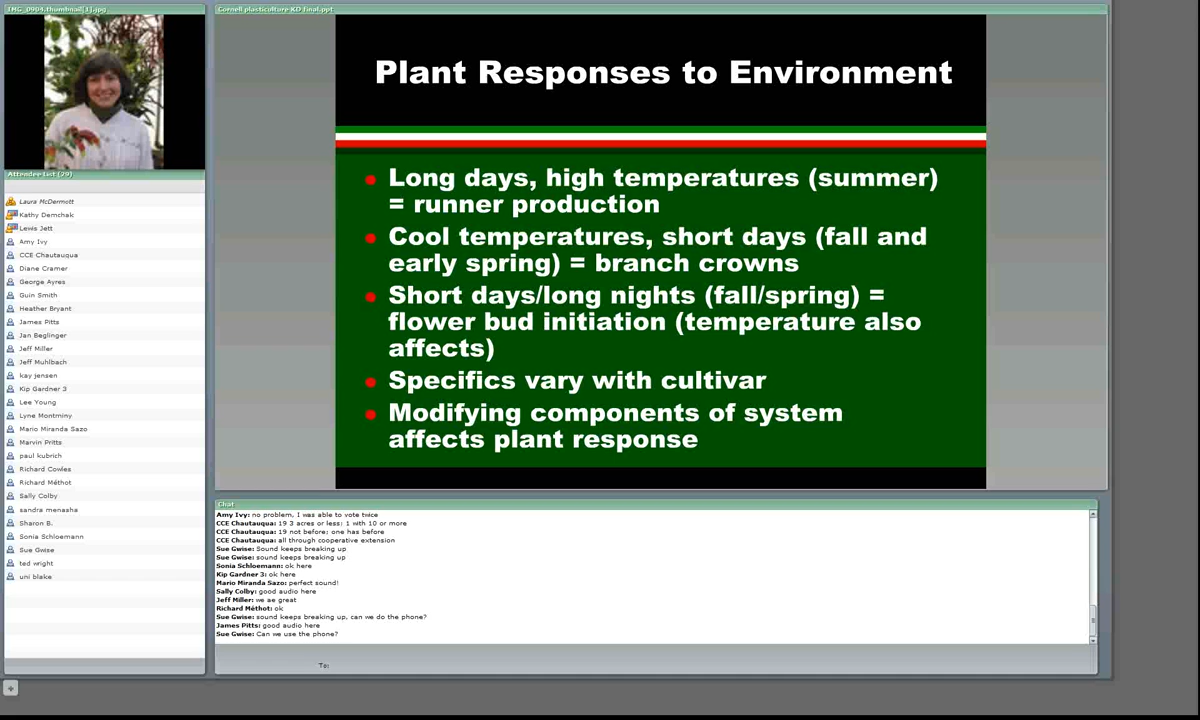 IMG_0904.thumbnail[1].jpg
Cornell plasticulture KD final.ppt
Plant Responses to Environment
Long days, high temperatures (summer)
= runner production
Cool temperatures, short days (fall and
early spring) = branch crowns
Short days/long nights (fall/spring) =
flower bud initiation (temperature also
affects)
Specifics vary with cultivar
Modifying components of system
affects plant response
Attendee List (29)
Laura McDermott
Kathy Demchak
Lewis Jett
Amy Ivy
CCE Chautauqua
Diane Cramer
George Ayres
Guin Smith
Heather Bryant
James Pitts
Jan Beglinger
Jeff Miller
Jeff Muhlbach
kay jensen
Kip Gardner 3
Lee Young
Lyne Montminy
Mario Miranda Sazo
Marvin Pritts
paul kubrich
Richard Cowles
Richard Méthot
Sally Colby
sandra menasha
Sharon B.
Sonia Schloemann
Sue Gwise
ted wright
uni blake
Chat
Amy Ivy: no problem, I was able to vote twice
CCE Chautauqua: 19 3 acres or less: 1 with 10 or more
CCE Chautauqua: 19 not before; one has before
CCE Chautauqua: all through cooperative extension
Sue Gwise: Sound keeps breaking up
Sue Gwise: sound keeps breaking up
Sonia Schloemann: ok here
Kip Gardner 3: ok here
Mario Miranda Sazo: perfect sound!
Sally Colby: good audio here
Jeff Miller: we ae great
Richard Méthot: ok
Sue Gwise: sound keeps breaking up, can we do the phone?
James Pitts: good audio here
Sue Gwise: Can we use the phone?
To: